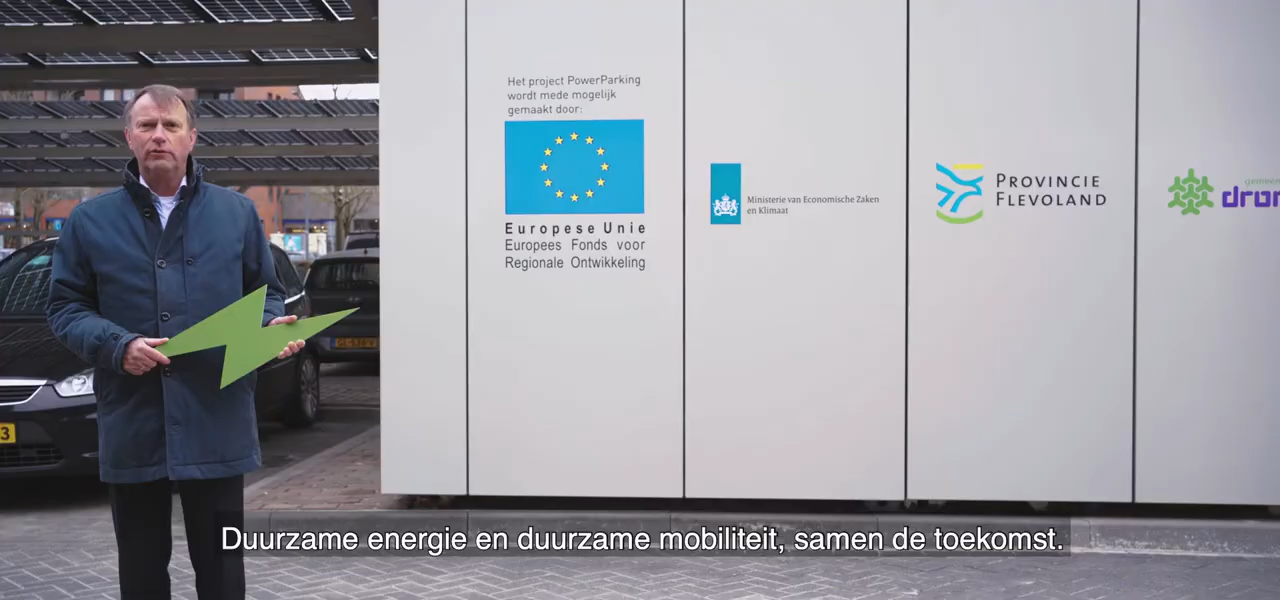 Het project PowerParking
wordt mede mogelijk
gemaakt door:
Europese Unie
Europees Fonds voor
Regionale Ontwikkeling
Ministerie van Economische Zaken
en Klimaat
PROVINCIE
FLEVOLAND
Duurzame energie en duurzame mobiliteit, samen de toekomst.